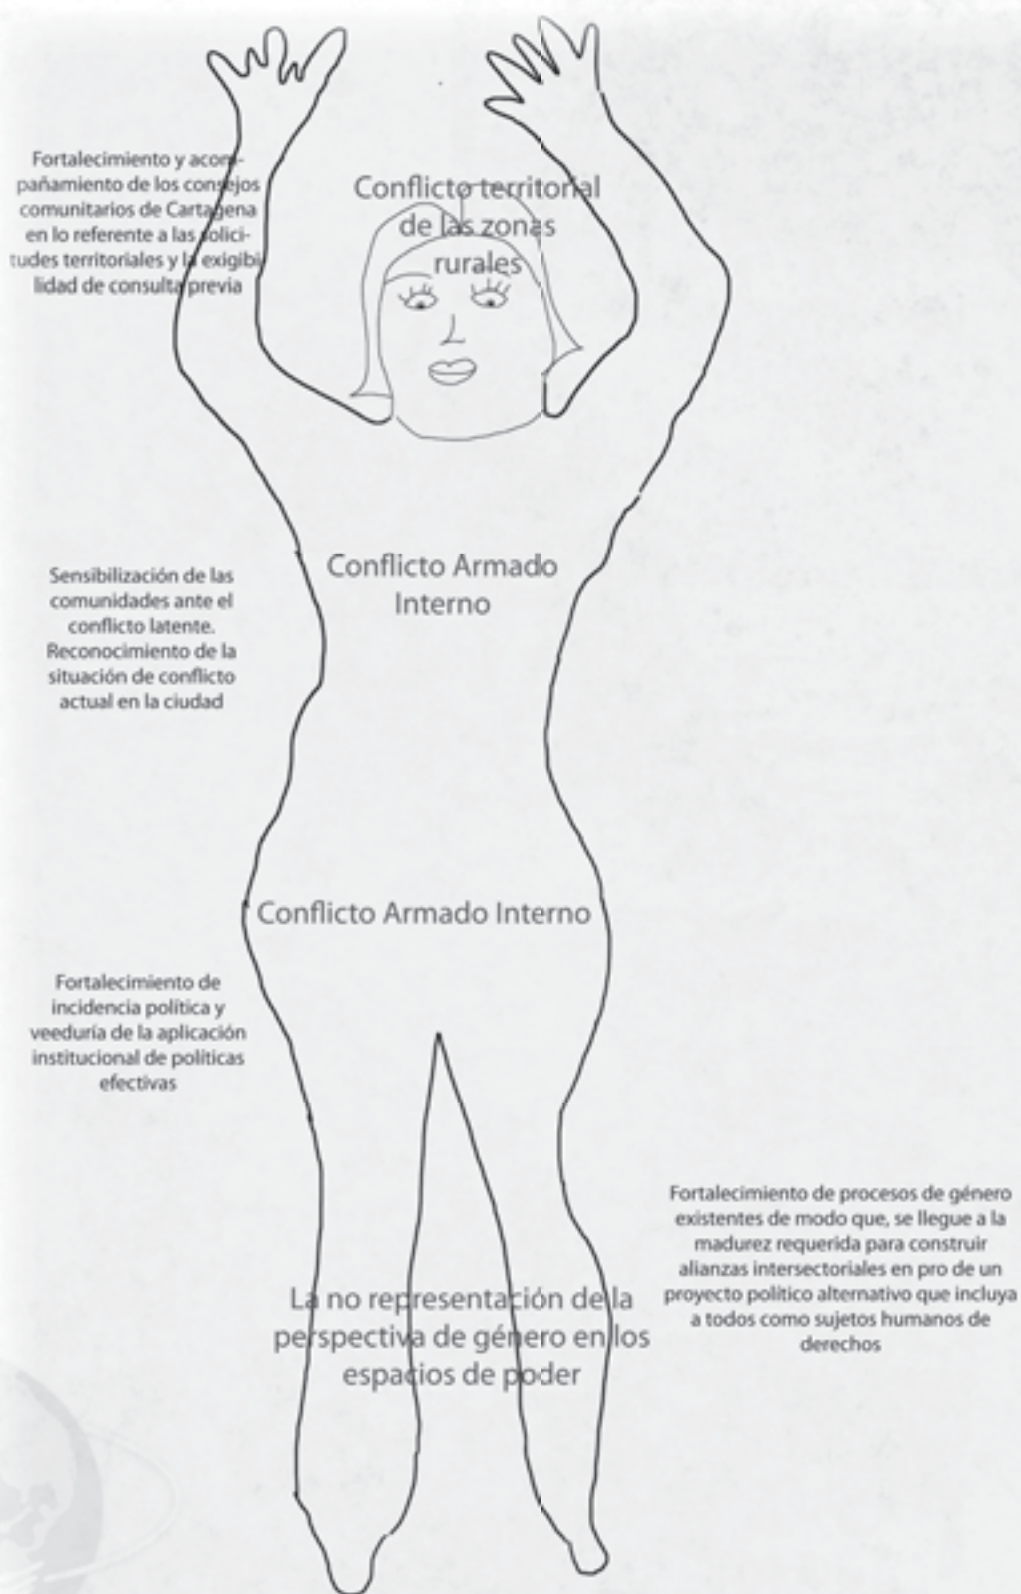 Fortalecimiento y acom-
pañamiento de los consejos
comunitarios de Cartagena
en lo referente a las solici-
tudes territoriales y la exigibi
lidad de consulta previa
Conflicto territorial
de las zonas
rurales
Conflicto Armado
Interno
Sensibilización de las
comunidades ante el
conflicto latente.
Reconocimiento de la
situación de conflicto
actual en la ciudad
Conflicto Armado Interno
Fortalecimiento de
incidencia política y
veeduría de la aplicación
institucional de políticas
efectivas
Fortalecimiento de procesos de género
existentes de modo que, se llegue a la
madurez requerida para construir
alianzas intersectoriales en pro de un
proyecto político alternativo que incluya
a todos como sujetos humanos de
derechos
La no representación de la
perspectiva de género en los
espacios de poder